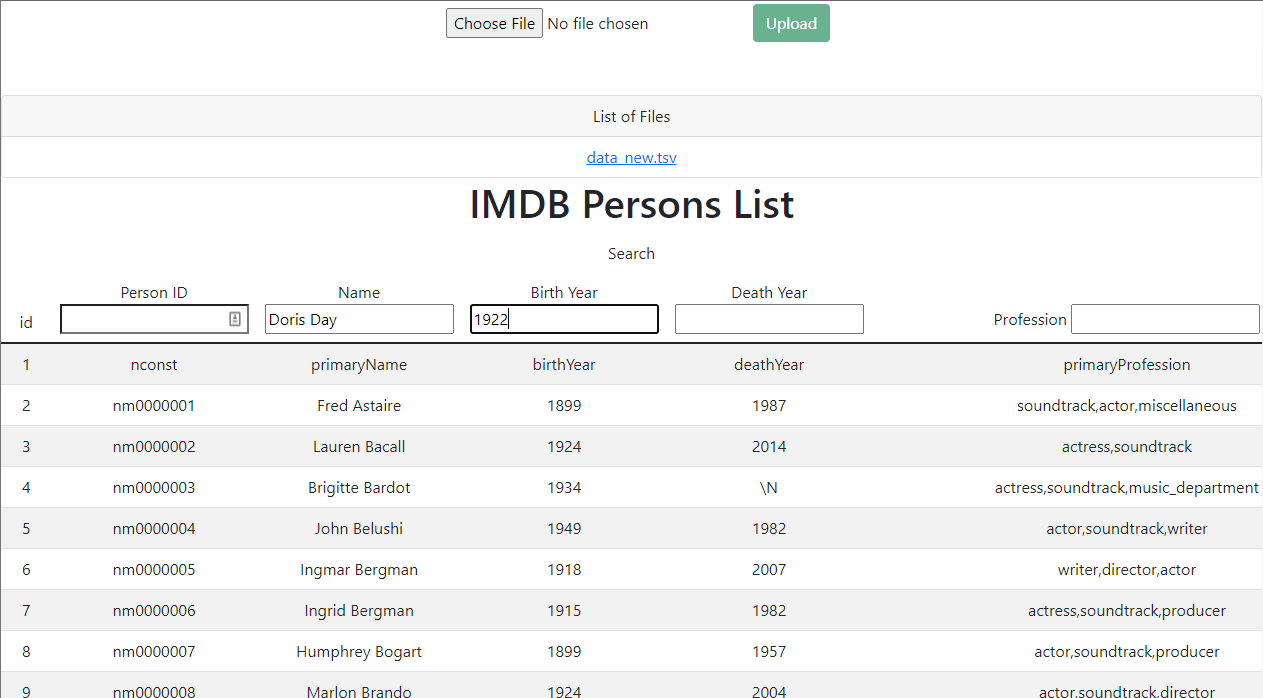 Choose File No file chosen Upload
List of Files
data_new.tsv
IMDB Persons List
Search
id Person ID Name Birth Year Death Year Profession
Doris Day 1922
1 nconst primaryName birthYear deathYear primaryProfession
2 nm0000001 Fred Astaire 1899 1987 soundtrack,actor,miscellaneous
3 nm0000002 Lauren Bacall 1924 2014 actress,soundtrack
4 nm0000003 Brigitte Bardot 1934 \N actress,soundtrack,music_department
5 nm0000004 John Belushi 1949 1982 actor,soundtrack,writer
6 nm0000005 Ingmar Bergman 1918 2007 writer,director,actor
7 nm0000006 Ingrid Bergman 1915 1982 actress,soundtrack,producer
8 nm0000007 Humphrey Bogart 1899 1957 actor,soundtrack,producer
9 nm0000008 Marlon Brando 1924 2004 actor,soundtrack,director